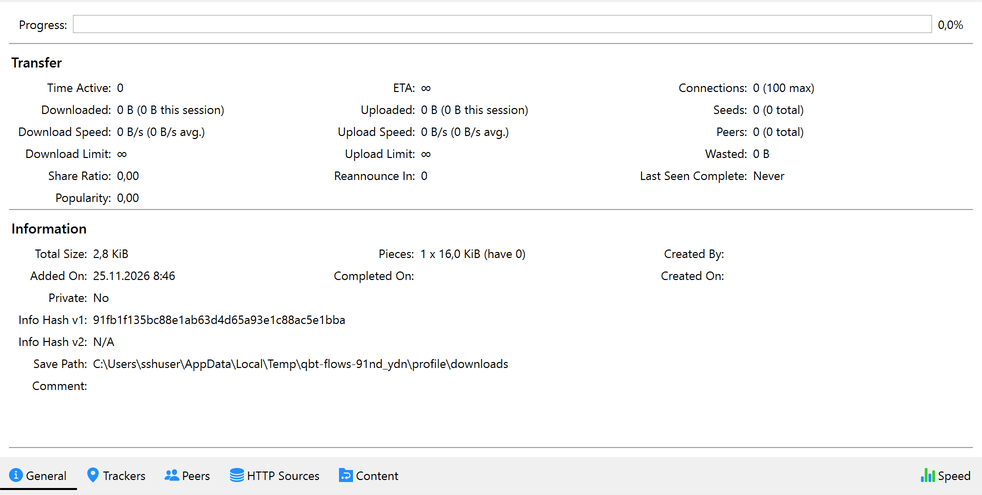 Progress: 0,0%
Transfer
Time Active: 0 ETA: ∞ Connections: 0 (100 max)
Downloaded: 0 B (0 B this session) Uploaded: 0 B (0 B this session) Seeds: 0 (0 total)
Download Speed: 0 B/s (0 B/s avg.) Upload Speed: 0 B/s (0 B/s avg.) Peers: 0 (0 total)
Download Limit: ∞ Upload Limit: ∞ Wasted: 0 B
Share Ratio: 0,00 Reannounce In: 0 Last Seen Complete: Never
Popularity: 0,00
Information
Total Size: 2,8 KiB Pieces: 1 x 16,0 KiB (have 0) Created By:
Added On: 25.11.2026 8:46 Completed On: Created On:
Private: No
Info Hash v1: 91fb1f135bc88e1ab63d4d65a93e1c88ac5e1bba
Info Hash v2: N/A
Save Path: C:\Users\sshuser\AppData\Local\Temp\qbt-flows-91nd_ydn\profile\downloads
Comment:
General Trackers Peers HTTP Sources Content Speed